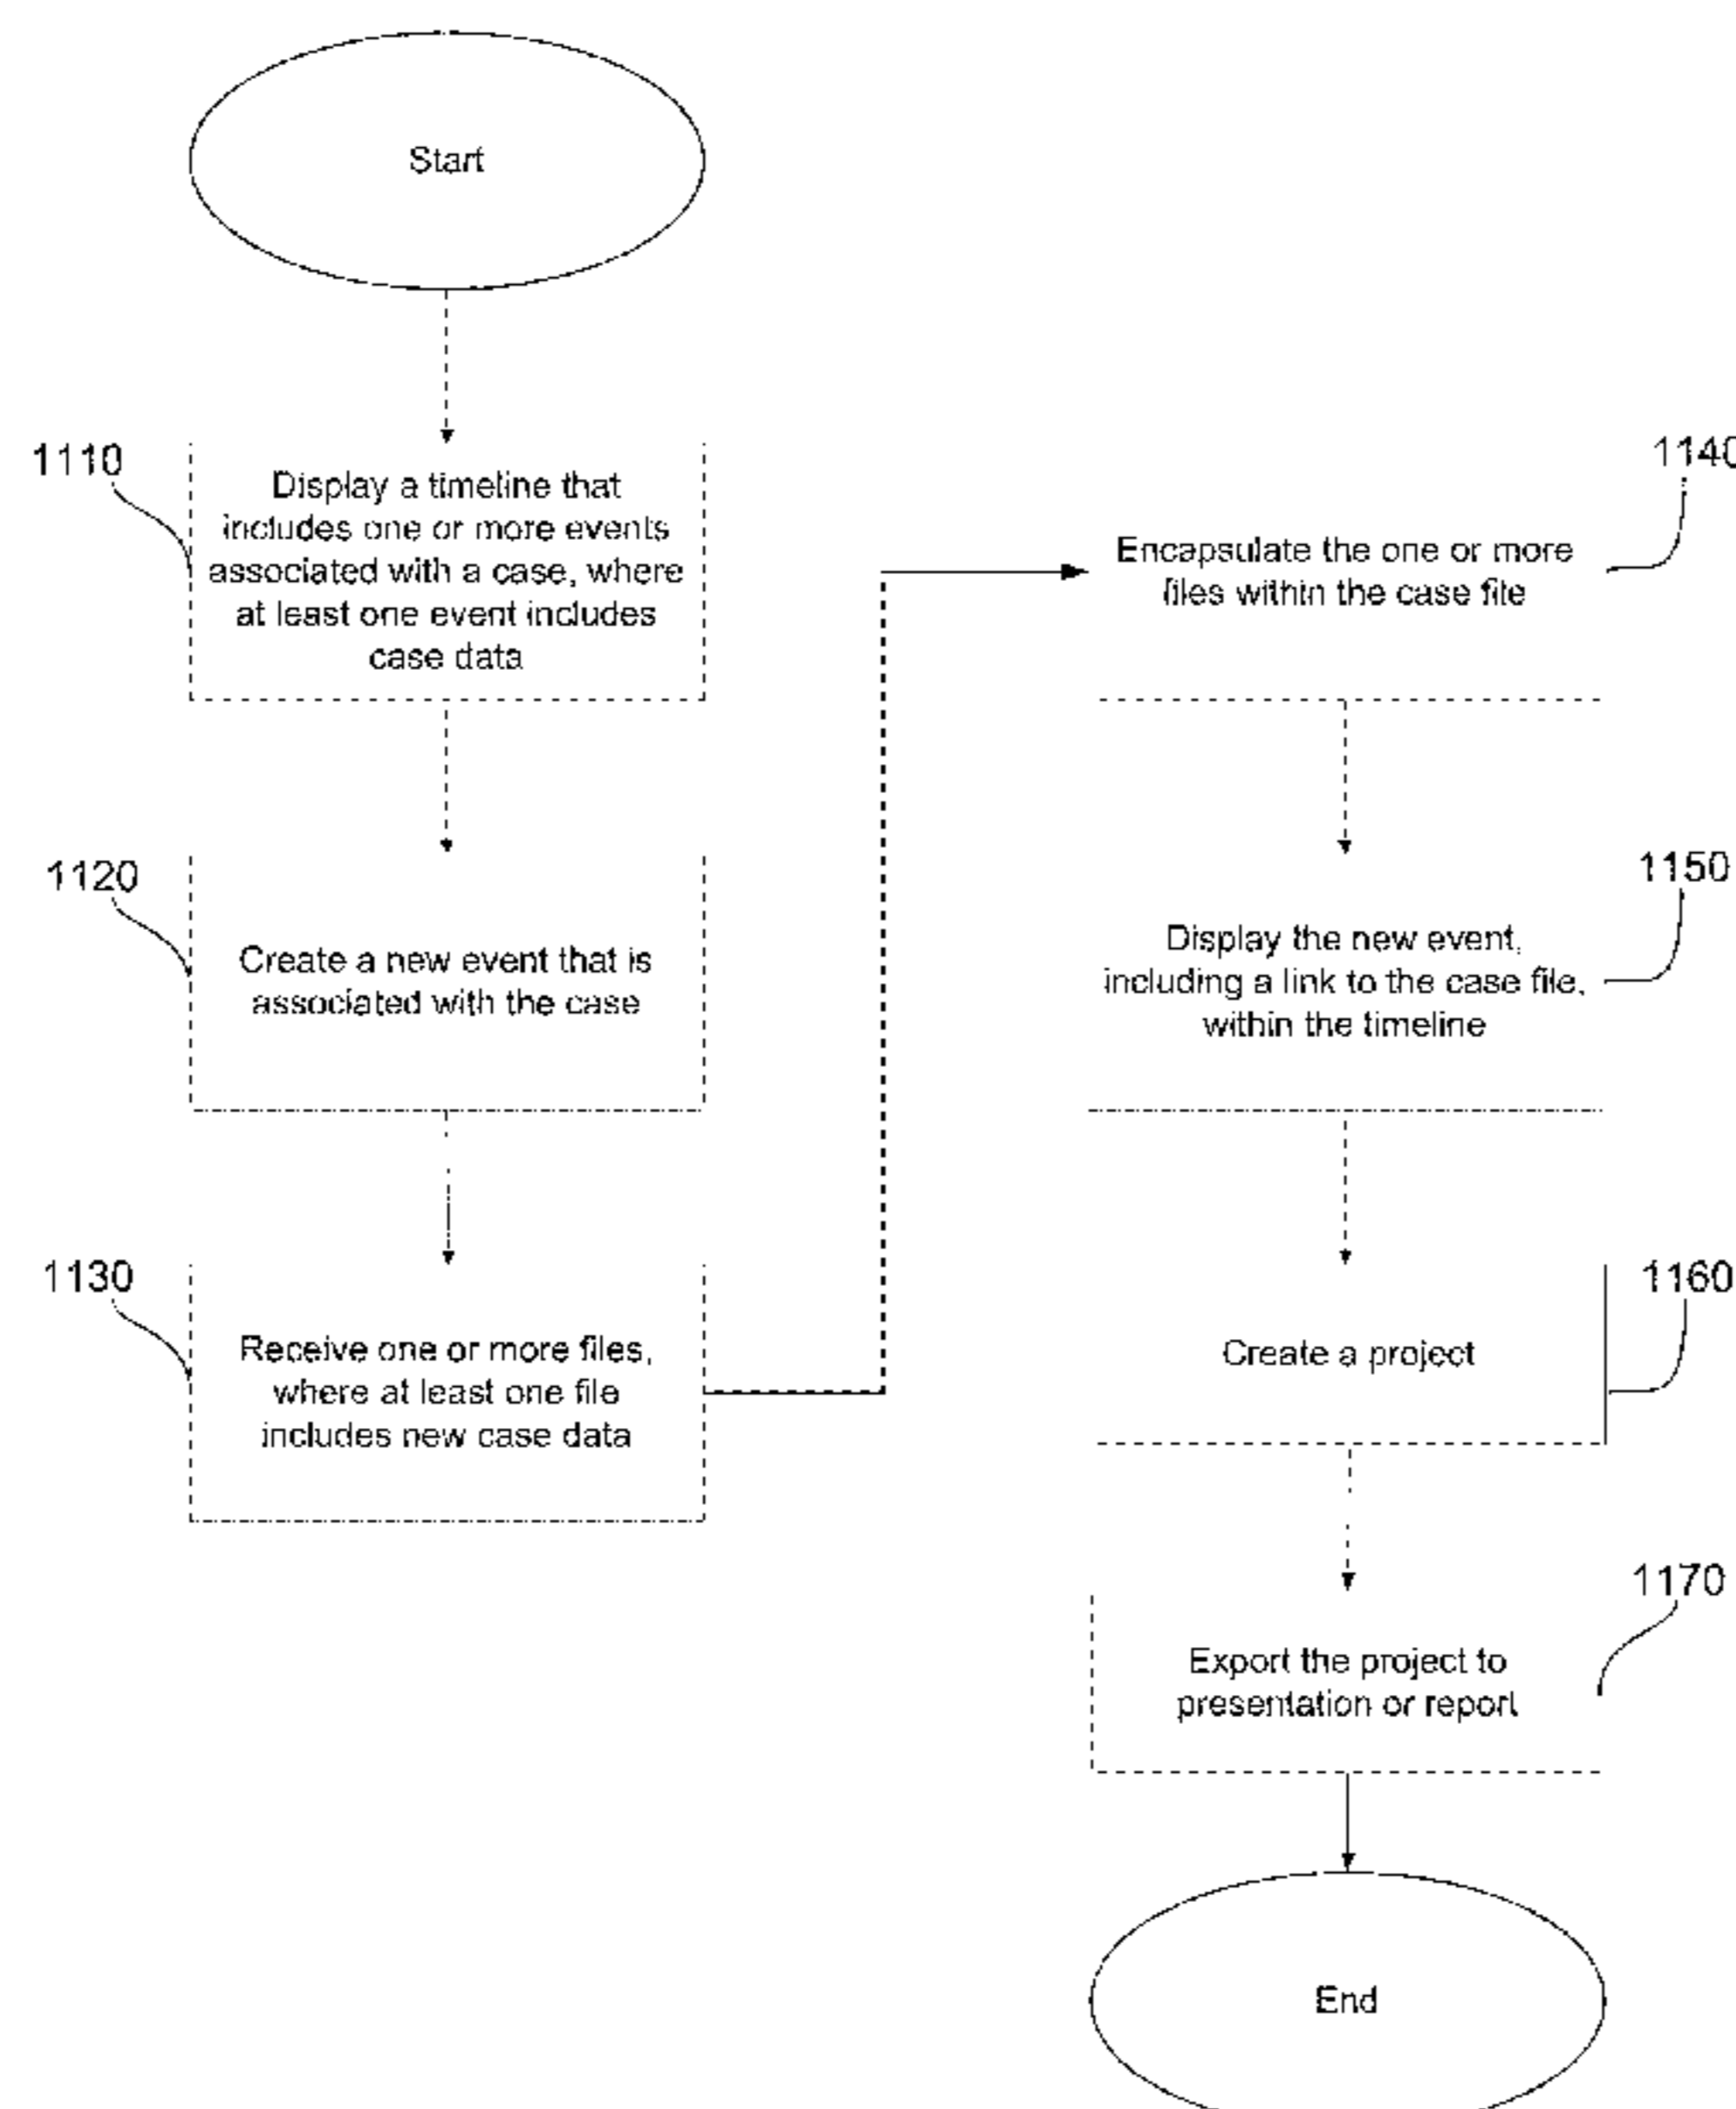 Start
1110
Display a timeline that
includes one or more events
associated with a case, where
at least one event includes
case data
1120
Create a new event that is
associated with the case
1130
Receive one or more files,
where at least one file
includes new case data
1140
Encapsulate the one or more
files within the case file
1150
Display the new event,
including a link to the case file,
within the timeline
1160
Create a project
1170
Export the project to
presentation or report
End